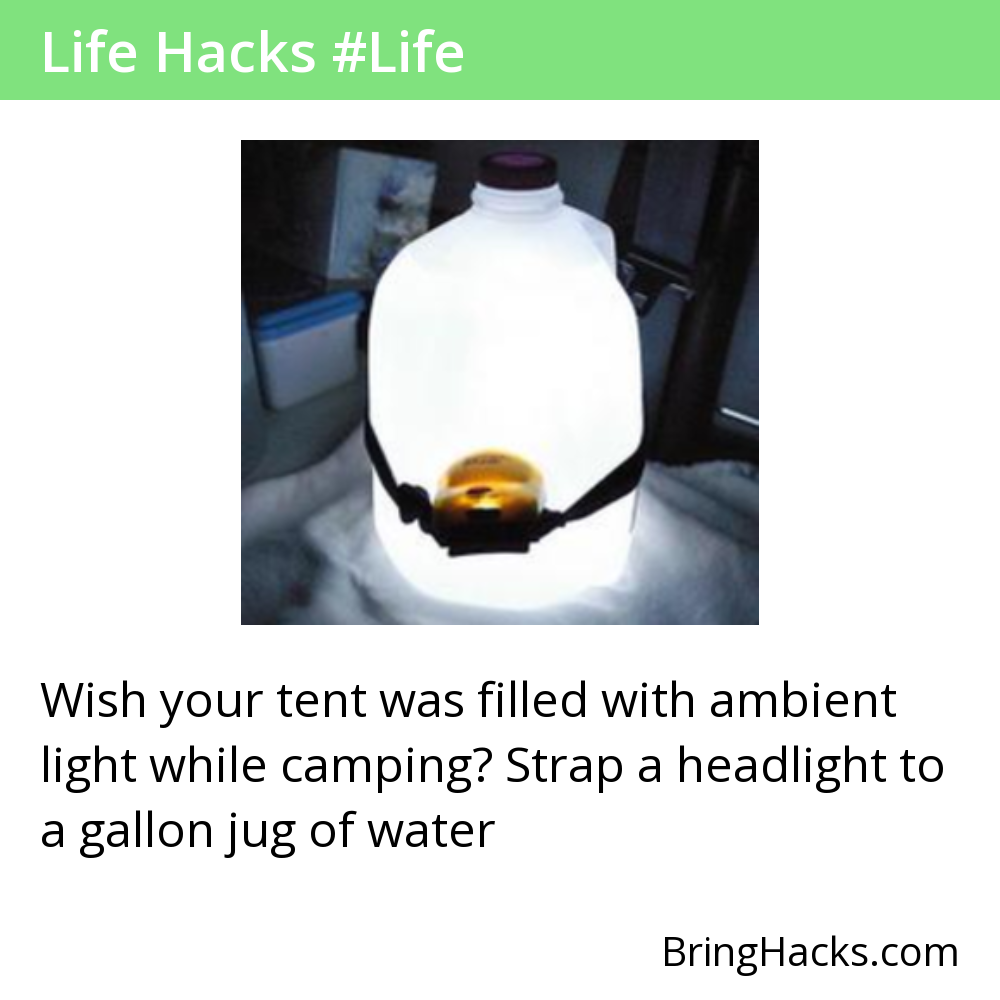 Life Hacks #Life
Wish your tent was filled with ambient
light while camping? Strap a headlight to
a gallon jug of water
BringHacks.com